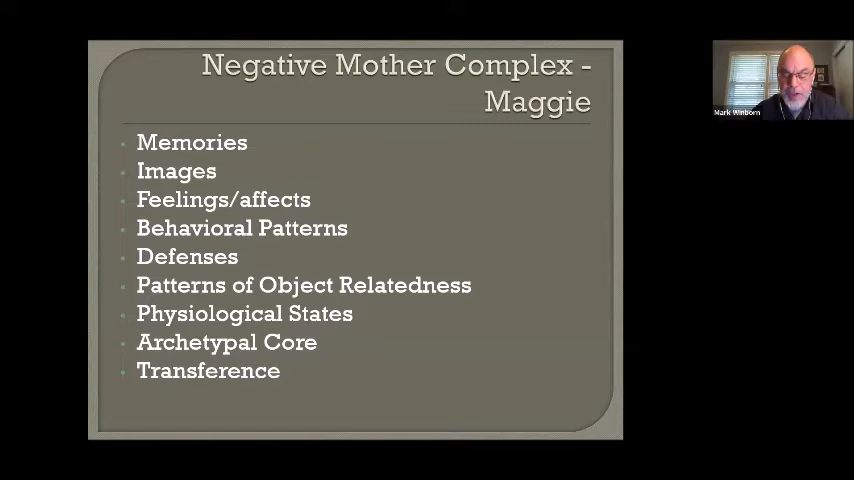 Negative Mother Complex -
Maggie
Memories
Images
Feelings/affects
Behavioral Patterns
Defenses
Patterns of Object Relatedness
Physiological States
Archetypal Core
Transference
Mark Winborn